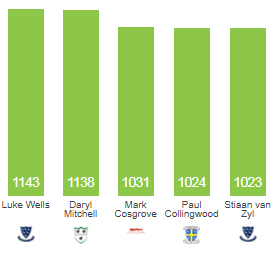 1143 1138 1031 1024 1023
Luke Wells Daryl Mitchell Mark Cosgrove Paul Collingwood Stiaan van Zyl